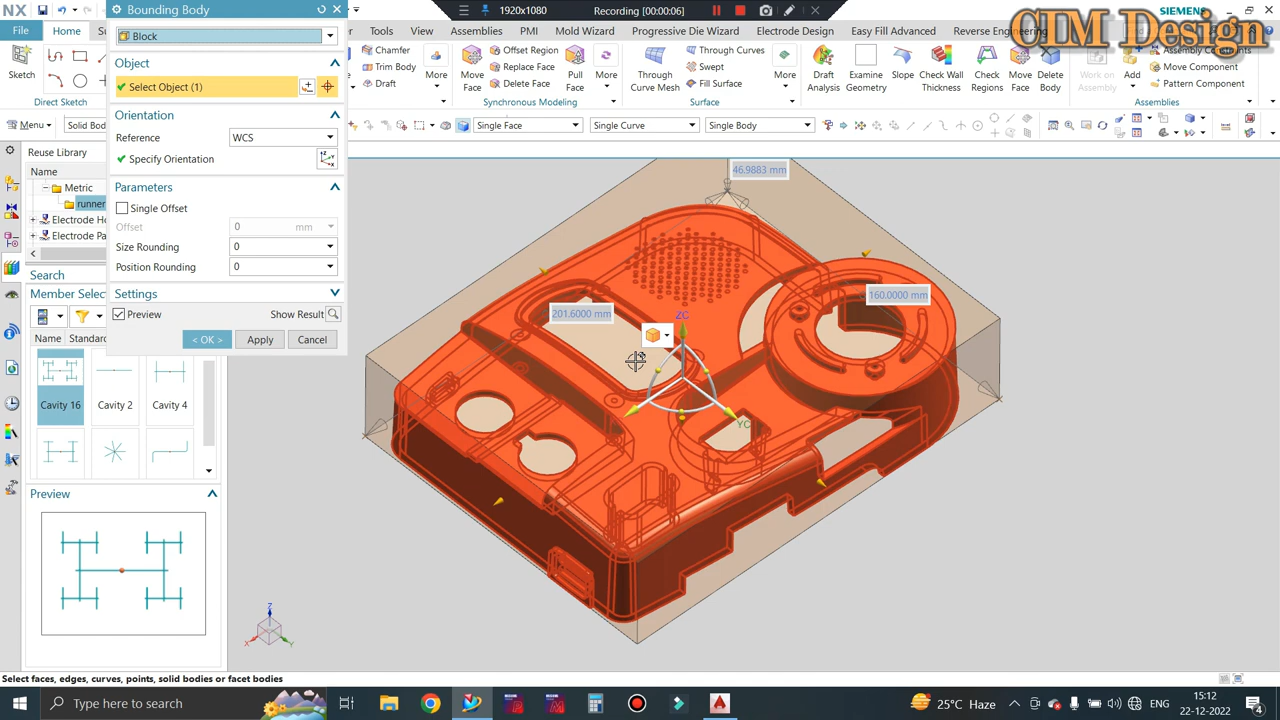 NX
Bounding Body
1920x1080
Recording [00:00:06]
SIEMENS
CIM Design
File
Home
Tools
View
Assemblies
PMI
Mold Wizard
Progressive Die Wizard
Electrode Design
Easy Fill Advanced
Reverse Engineering
Block
Sketch
Object
Select Object (1)
Orientation
Reference
WCS
Specify Orientation
Parameters
Single Offset
Offset
0
mm
Size Rounding
0
Position Rounding
0
Settings
Preview
Show Result
< OK >
Apply
Cancel
Direct Sketch
Chamfer
Trim Body
Draft
More
Move Face
Offset Region
Replace Face
Delete Face
Pull Face
More
Synchronous Modeling
Through Curve Mesh
Through Curves
Swept
Fill Surface
More
Surface
Draft Analysis
Examine Geometry
Slope
Check Wall Thickness
Check Regions
Move Face
Delete Body
Work on Assembly
Add
Assembly Constraints
Move Component
Pattern Component
Assemblies
Menu
Solid Bod
Single Face
Single Curve
Single Body
Reuse Library
Name
Metric
runner
Electrode Ho
Electrode Pa
Search
Member Selec
Name
Standard
Cavity 16
Cavity 2
Cavity 4
Preview
46.9883 mm
160.0000 mm
201.6000 mm
ZC
YC
Z
X
Y
Select faces, edges, curves, points, solid bodies or facet bodies
Type here to search
25°C Haze
15:12
22-12-2022
4